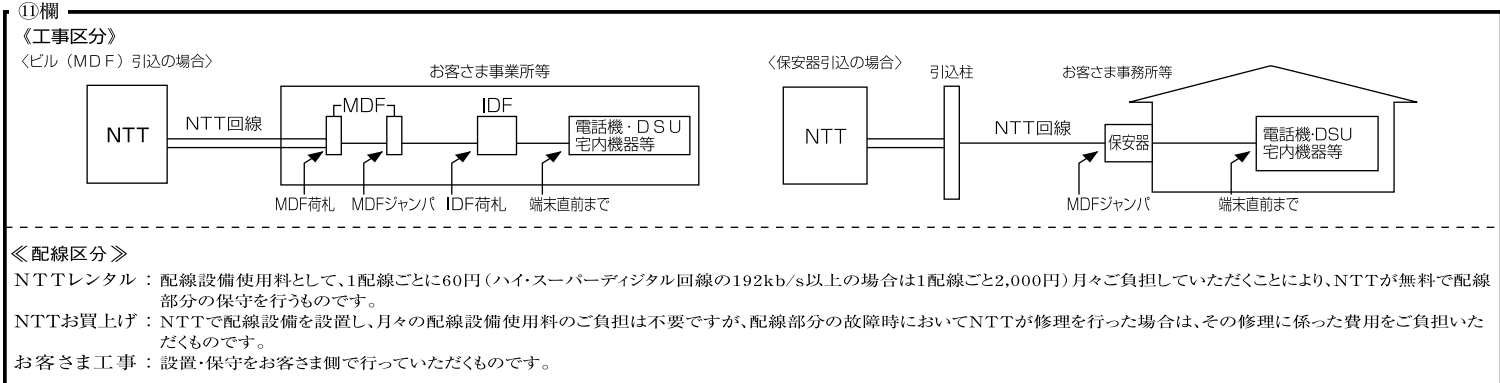 ⑪欄
《工事区分》
〈ビル（MDF）引込の場合〉
お客さま事業所等
NTT
NTT回線
MDF
IDF
電話機・DSU
宅内機器等
MDF荷札
MDFジャンパ
IDF荷札
端末直前まで
〈保安器引込の場合〉
引込柱
お客さま事務所等
NTT
NTT回線
保安器
電話機・DSU
宅内機器等
MDFジャンパ
端末直前まで
≪配線区分≫
NTTレンタル：配線設備使用料として、1配線ごとに60円（ハイ・スーパーディジタル回線の192kb/s以上の場合は1配線ごと2,000円）月々ご負担していただくことにより、NTTが無料で配線
部分の保守を行うものです。
NTTお買上げ：NTTで配線設備を設置し、月々の配線設備使用料のご負担は不要ですが、配線部分の故障時においてNTTが修理を行った場合は、その修理に係った費用をご負担いた
だくものです。
お客さま工事：設置・保守をお客さま側で行っていただくものです。